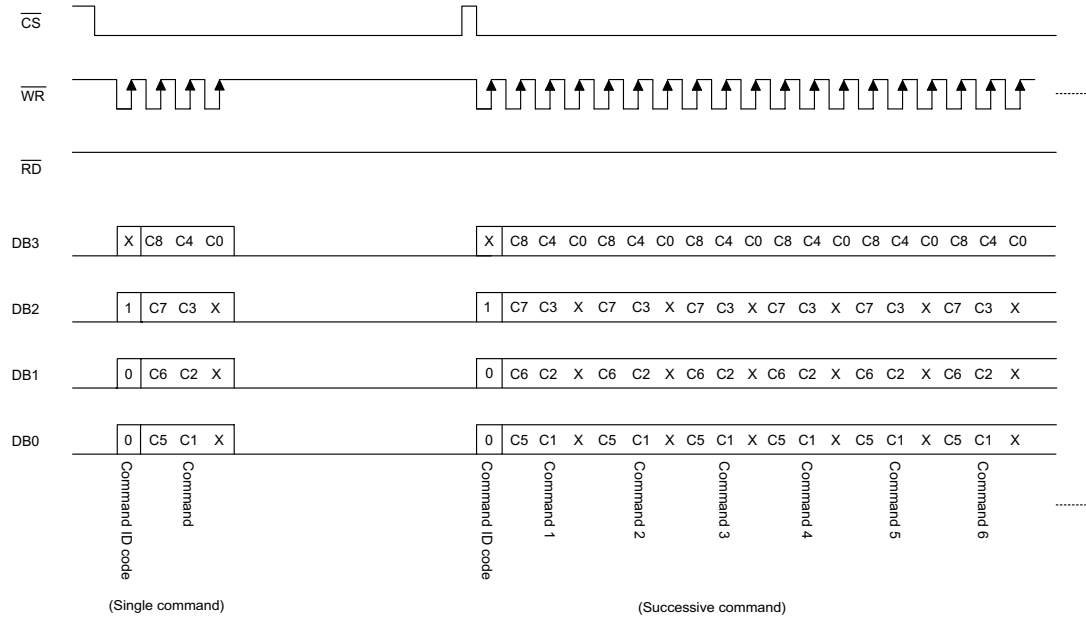 CS
WR
RD
DB3 X C8 C4 C0 X C8 C4 C0 C8 C4 C0 C8 C4 C0 C8 C4 C0 C8 C4 C0 C8 C4 C0
DB2 1 C7 C3 X 1 C7 C3 X C7 C3 X C7 C3 X C7 C3 X C7 C3 X C7 C3 X
DB1 0 C6 C2 X 0 C6 C2 X C6 C2 X C6 C2 X C6 C2 X C6 C2 X C6 C2 X
DB0 0 C5 C1 X 0 C5 C1 X C5 C1 X C5 C1 X C5 C1 X C5 C1 X C5 C1 X
Command ID code
Command
Command ID code
Command 1
Command 2
Command 3
Command 4
Command 5
Command 6
(Single command)
(Successive command)